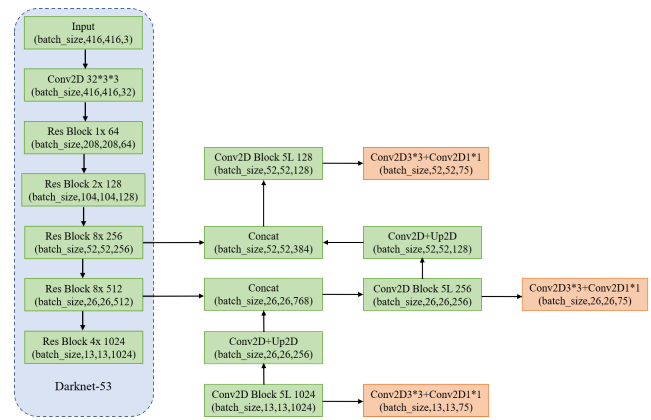 Input
(batch_size,416,416,3)
Conv2D 32*3*3
(batch_size,416,416,32)
Res Block 1x 64
(batch_size,208,208,64)
Res Block 2x 128
(batch_size,104,104,128)
Res Block 8x 256
(batch_size,52,52,256)
Res Block 8x 512
(batch_size,26,26,512)
Res Block 4x 1024
(batch_size,13,13,1024)
Darknet-53
Conv2D Block 5L 128
(batch_size,52,52,128)
Conv2D3*3+Conv2D1*1
(batch_size,52,52,75)
Concat
(batch_size,52,52,384)
Conv2D+Up2D
(batch_size,52,52,128)
Concat
(batch_size,26,26,768)
Conv2D Block 5L 256
(batch_size,26,26,256)
Conv2D3*3+Conv2D1*1
(batch_size,26,26,75)
Conv2D+Up2D
(batch_size,26,26,256)
Conv2D Block 5L 1024
(batch_size,13,13,1024)
Conv2D3*3+Conv2D1*1
(batch_size,13,13,75)